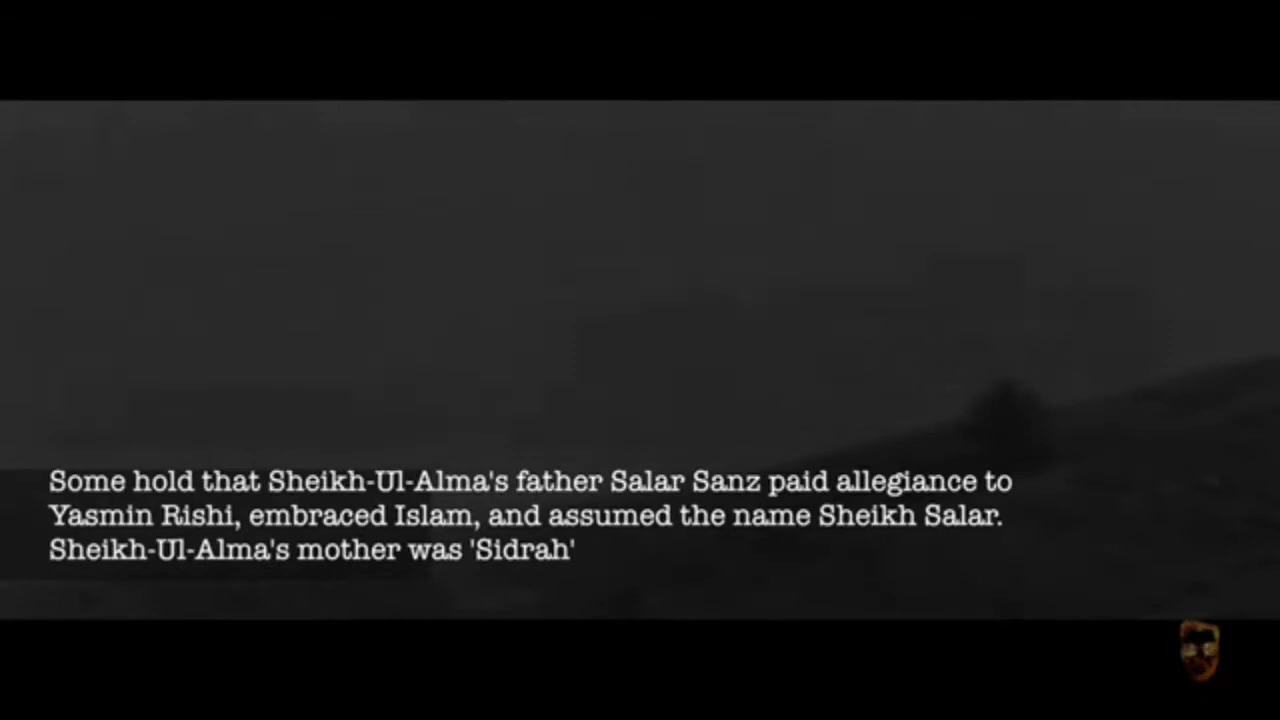 Some hold that Sheikh-Ul-Alma's father Salar Sanz paid allegiance to
Yasmin Rishi, embraced Islam, and assumed the name Sheikh Salar.
Sheikh-Ul-Alma's mother was 'Sidrah'